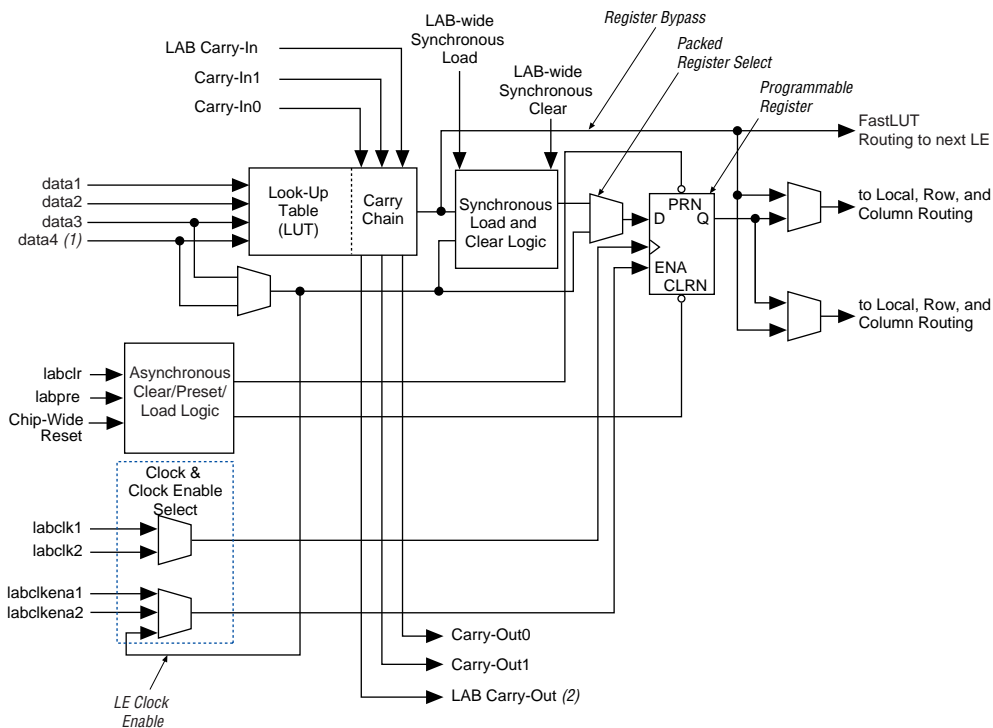 Register Bypass
LAB-wide
Synchronous
Load
Packed
Register Select
LAB Carry-In
LAB-wide
Synchronous
Clear
Carry-In1
Programmable
Register
Carry-In0
FastLUT
Routing to next LE
data1
data2
data3
data4 (1)
Look-Up
Table
(LUT)
Carry
Chain
Synchronous
Load and
Clear Logic
PRN
D
Q
ENA
CLRN
to Local, Row, and
Column Routing
to Local, Row, and
Column Routing
labclr
labpre
Chip-Wide
Reset
Asynchronous
Clear/Preset/
Load Logic
Clock &
Clock Enable
Select
labclk1
labclk2
labclkena1
labclkena2
Carry-Out0
Carry-Out1
LAB Carry-Out (2)
LE Clock
Enable